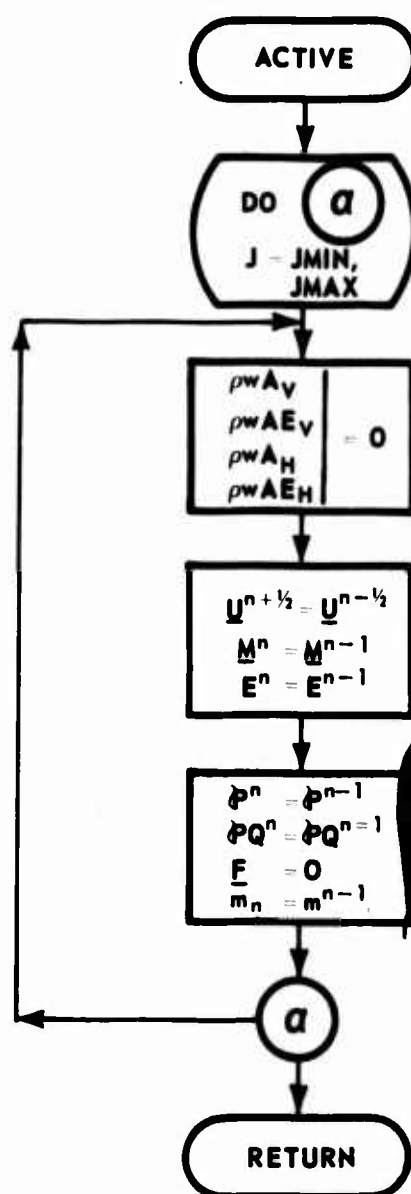 ACTIVE
DO a
J = JMIN,
JMAX
ρwA_V
ρwAE_V
ρwA_H
ρwAE_H
= 0
U^{n+½} = U^{n-½}
M^n = M^{n-1}
E^n = E^{n-1}
P^n = P^{n-1}
PQ^n = PQ^{n=1}
F = 0
m_n = m^{n-1}
a
RETURN